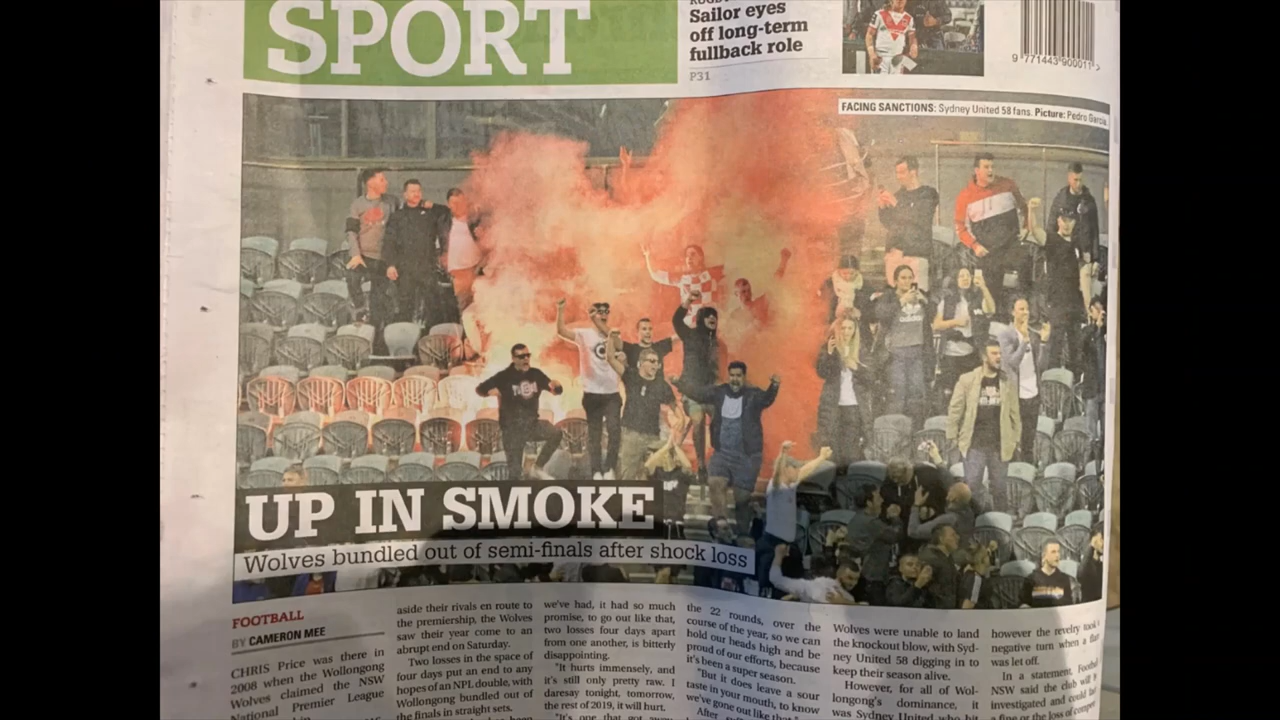 SPORT
Sailor eyes
off long-term
fullback role
P31
9 771443 900011 >
FACING SANCTIONS: Sydney United 58 fans. Picture: Pedro Garcia.
UP IN SMOKE
Wolves bundled out of semi-finals after shock loss
FOOTBALL
BY CAMERON MEE
CHRIS Price was there in
2008 when the Wollongong
Wolves claimed the NSW
National Premier League
aside their rivals en route to
the premiership, the Wolves
saw their year come to an
abrupt end on Saturday.
Two losses in the space of
four days put an end to any
hopes of an NPL double, with
Wollongong bundled out of
the finals in straight sets.
we've had, it had so much
promise, to go out like that,
two losses four days apart
from one another, is bitterly
disappointing.
"It hurts immensely, and
it's still only pretty raw. I
daresay tonight, tomorrow,
the rest of 2019, it will hurt.
"It's one that got away
the 22 rounds, over the
course of the year, so we can
hold our heads high and be
proud of our efforts, because
it's been a super season.
"But it does leave a sour
taste in your mouth, to know
we've gone out like that."
After
Wolves were unable to land
the knockout blow, with Syd-
ney United 58 digging in to
keep their season alive.
However, for all of Wol-
longong's dominance, it
was Sydney United who hit
however the revelry took a
negative turn when a flare
was let off.
In a statement, Football
NSW said the club will be
investigated and could face
a fine or the loss of compe